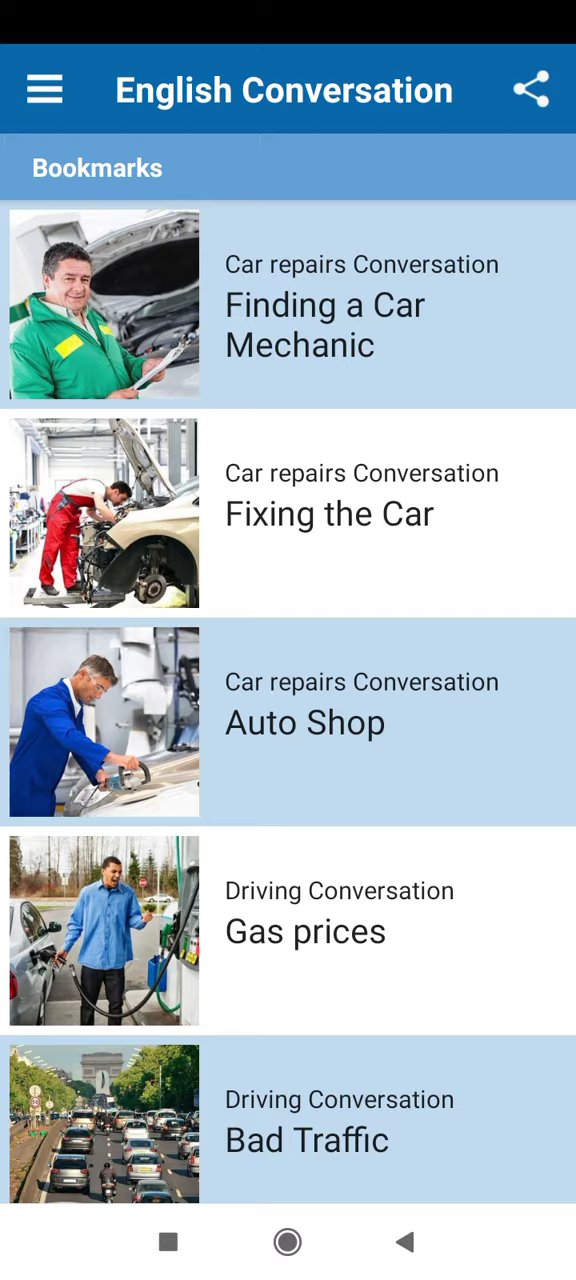 English Conversation
Bookmarks
Car repairs Conversation
Finding a Car
Mechanic
Car repairs Conversation
Fixing the Car
Car repairs Conversation
Auto Shop
Driving Conversation
Gas prices
Driving Conversation
Bad Traffic